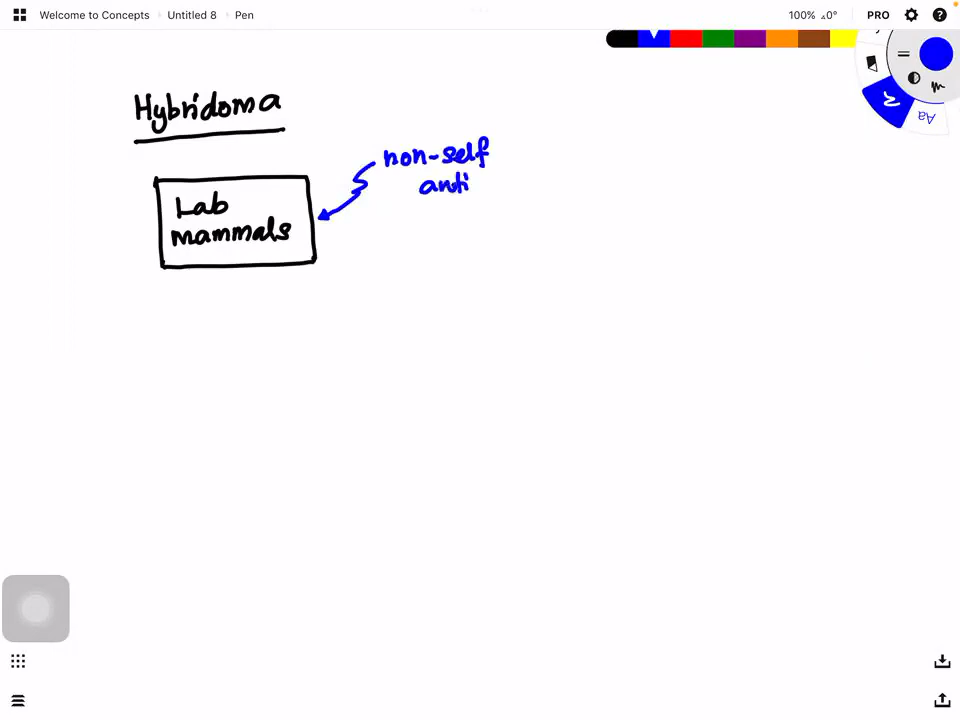 Welcome to Concepts Untitled 8 Pen 100% 0° PRO
Aa
Hybridoma
non-self
anti
Lab
mammals